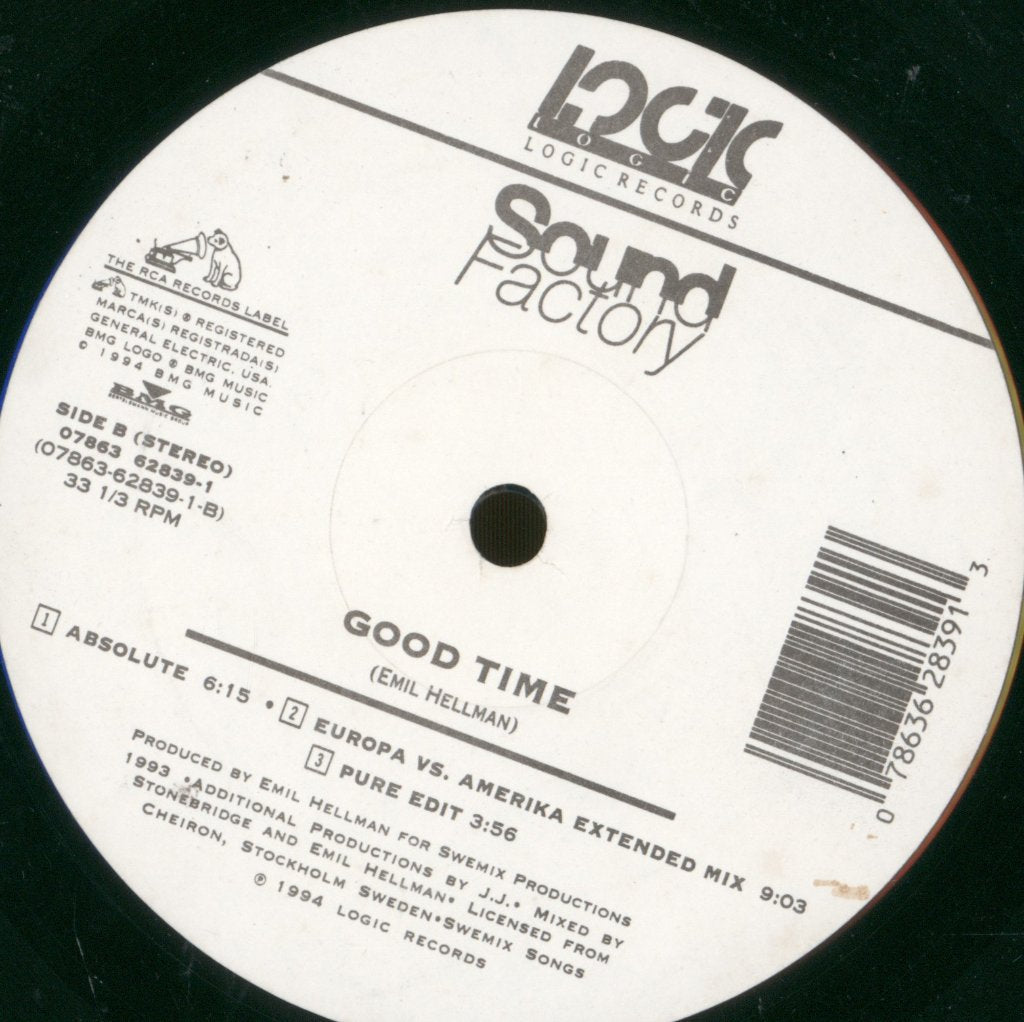 LOGIC
LOGIC
LOGIC RECORDS
Sound
Factory
THE RCA RECORDS LABEL
TMK(S) ® REGISTERED
MARCA(S) REGISTRADA(S)
GENERAL ELECTRIC, USA.
BMG LOGO ® BMG MUSIC
© 1994 BMG MUSIC
BMG
BERTELSMANN MUSIC GROUP
SIDE B (STEREO)
07863 62839-1
(07863-62839-1-B)
33 1/3 RPM
0 78636 28391 3
GOOD TIME
(EMIL HELLMAN)
1 ABSOLUTE 6:15 • 2 EUROPA VS. AMERIKA EXTENDED MIX 9:03
3 PURE EDIT 3:56
PRODUCED BY EMIL HELLMAN FOR SWEMIX PRODUCTIONS
1993 •ADDITIONAL PRODUCTIONS BY J.J.• MIXED BY
STONEBRIDGE AND EMIL HELLMAN• LICENSED FROM
CHEIRON, STOCKHOLM SWEDEN•SWEMIX SONGS
℗ 1994 LOGIC RECORDS